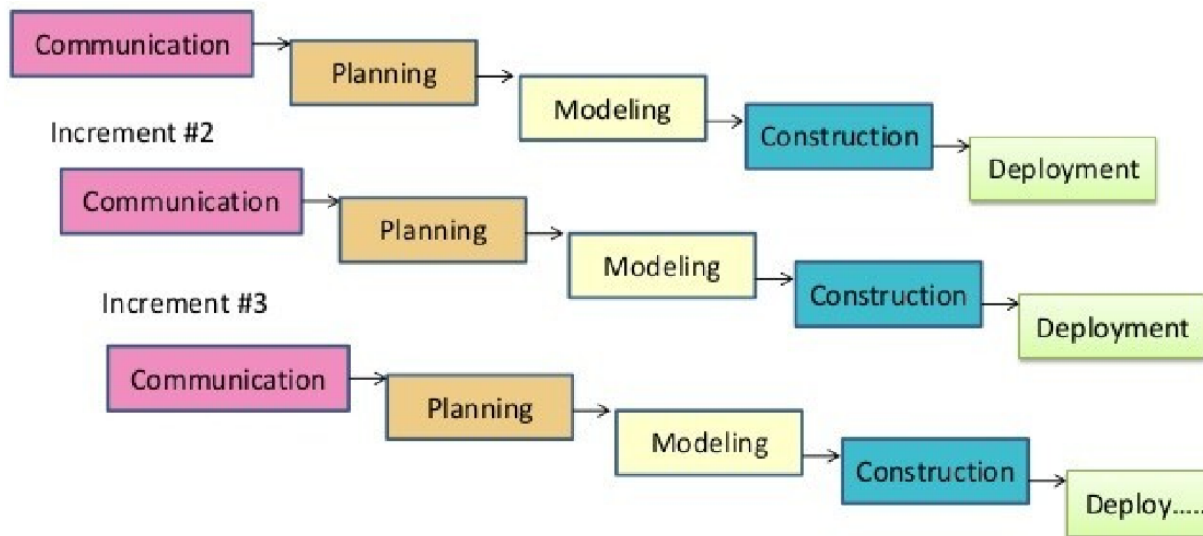 Communication
Planning
Modeling
Construction
Deployment
Increment #2
Communication
Planning
Modeling
Construction
Deployment
Increment #3
Communication
Planning
Modeling
Construction
Deploy.....